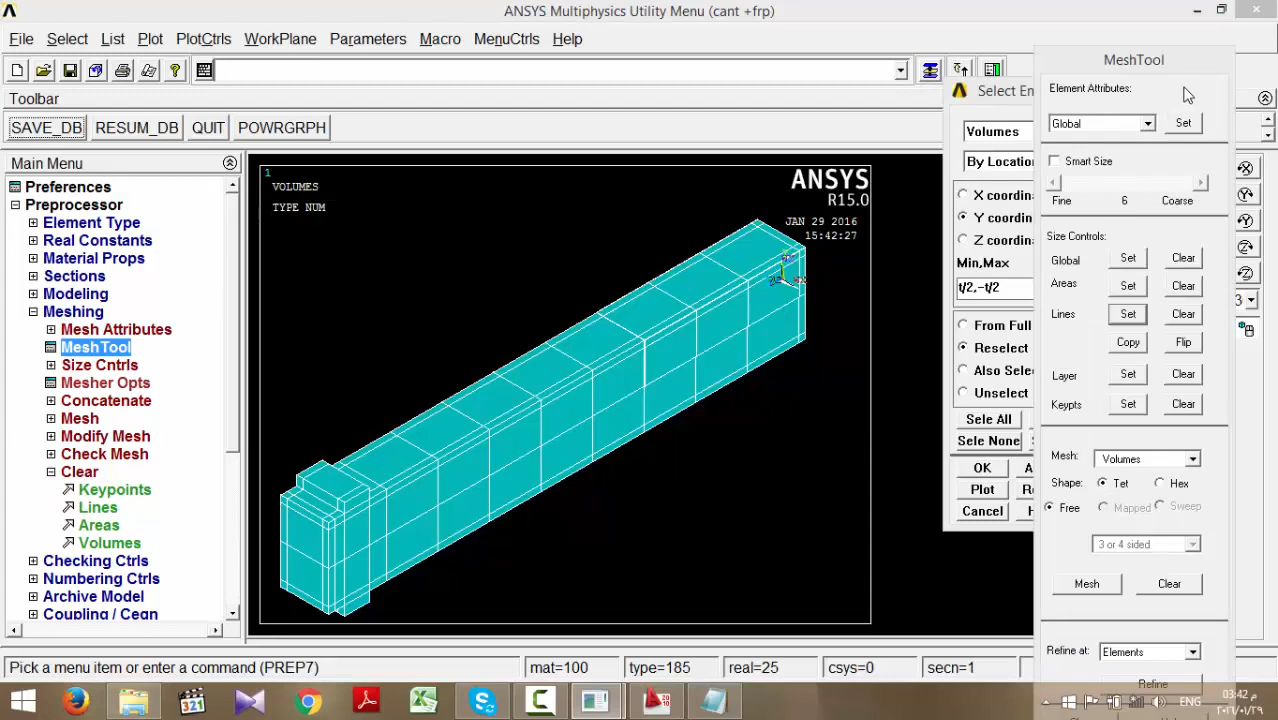 ANSYS Multiphysics Utility Menu (cant +frp)
File Select List Plot PlotCtrls WorkPlane Parameters Macro MenuCtrls Help
Toolbar
SAVE_DB RESUM_DB QUIT POWRGRPH
Main Menu
Preferences
Preprocessor
Element Type
Real Constants
Material Props
Sections
Modeling
Meshing
Mesh Attributes
MeshTool
Size Cntrls
Mesher Opts
Concatenate
Mesh
Modify Mesh
Check Mesh
Clear
Keypoints
Lines
Areas
Volumes
Checking Ctrls
Numbering Ctrls
Archive Model
Coupling / Ceqn
1
VOLUMES
TYPE NUM
ANSYS
R15.0
JAN 29 2016
15:42:27
Select En
Volumes
By Locatio
X coordin
Y coordin
Z coordin
Min,Max
t/2,-t/2
From Full
Reselect
Also Sele
Unselect
Sele All
Sele None
OK A
Plot R
Cancel H
MeshTool
Element Attributes:
Global Set
Smart Size
Fine 6 Coarse
Size Controls:
Global Set Clear
Areas Set Clear
Lines Set Clear
Copy Flip
Layer Set Clear
Keypts Set Clear
Mesh: Volumes
Shape: Tet Hex
Free Mapped Sweep
3 or 4 sided
Mesh Clear
Refine at: Elements
Refine
3
Pick a menu item or enter a command (PREP7) mat=100 type=185 real=25 csys=0 secn=1
321
ENG
03:42 م
٢٠١٦/٠١/٢٩